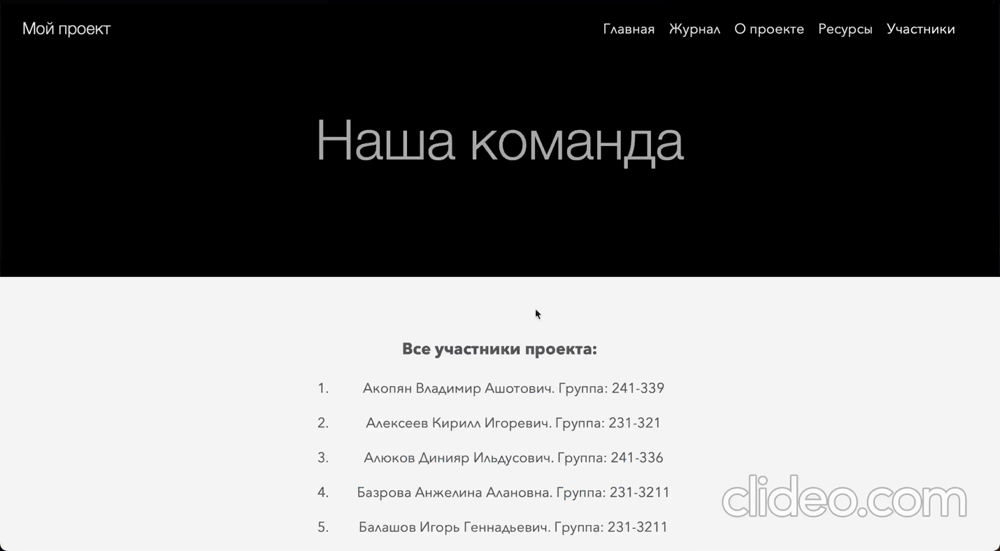 Мой проект
Главная Журнал О проекте Ресурсы Участники
Наша команда
Все участники проекта:
1. Акопян Владимир Ашотович. Группа: 241-339
2. Алексеев Кирилл Игоревич. Группа: 231-321
3. Алюков Динияр Ильдусович. Группа: 241-336
4. Базрова Анжелина Алановна. Группа: 231-3211
5. Балашов Игорь Геннадьевич. Группа: 231-3211
clideo.com